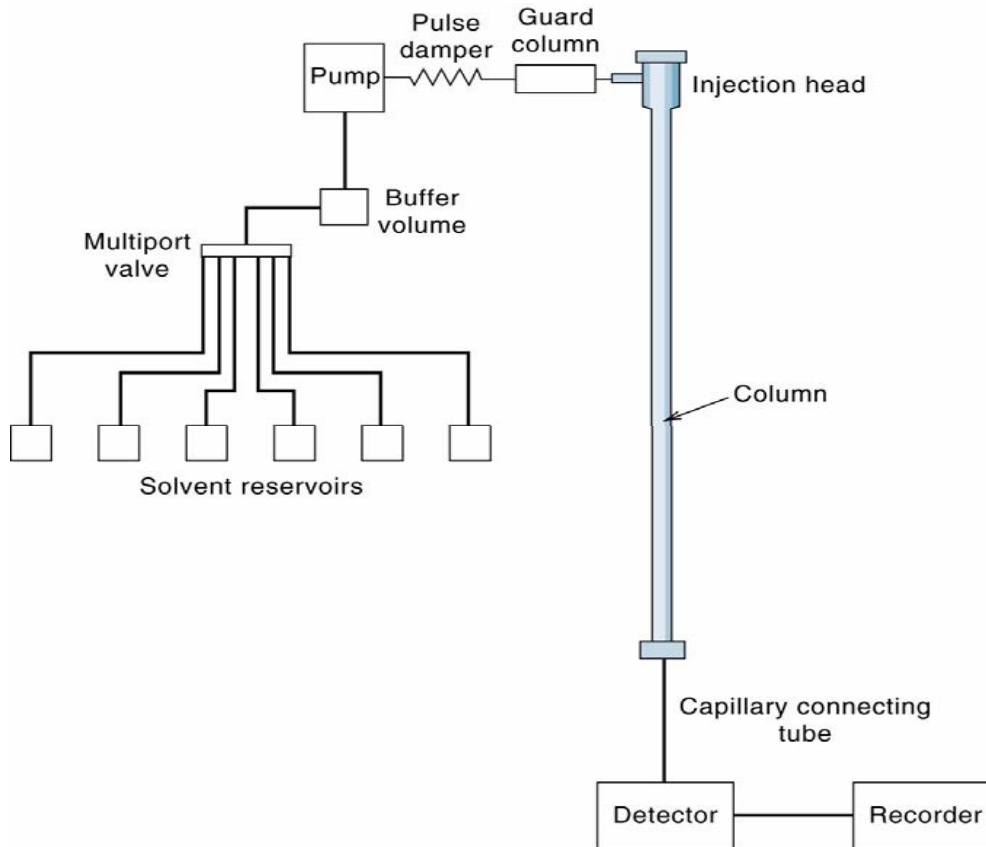 Pulse
damper
Guard
column
Pump
Injection head
Buffer
volume
Multiport
valve
Column
Solvent reservoirs
Capillary connecting
tube
Detector
Recorder